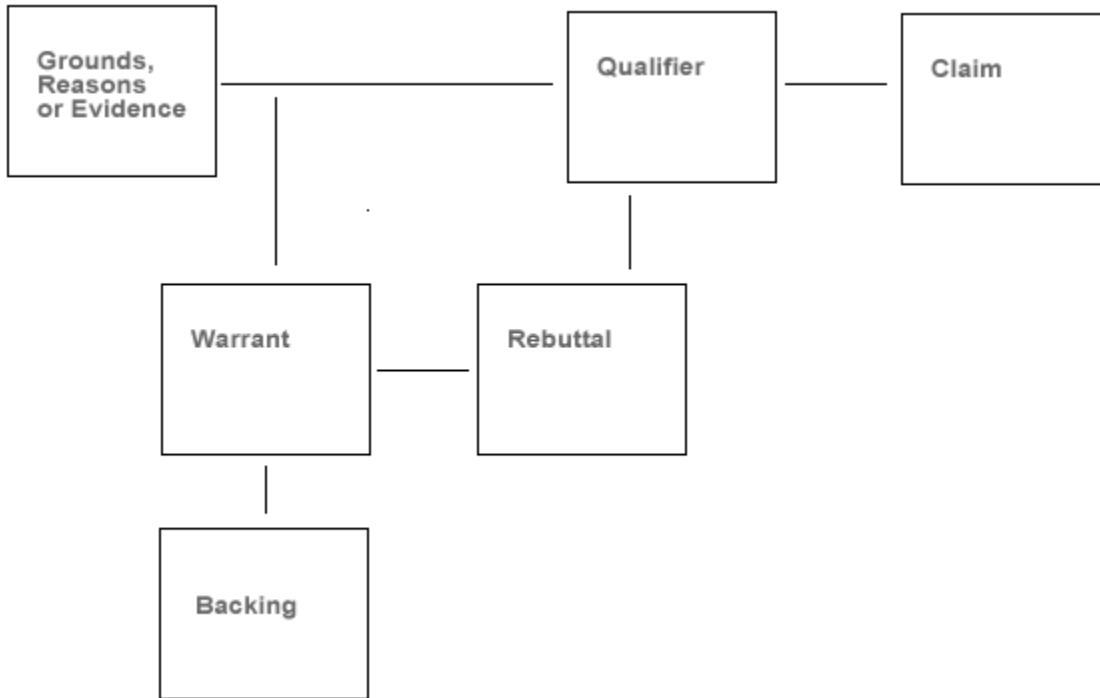 Grounds,
Reasons
or Evidence
Qualifier
Claim
Warrant
Rebuttal
Backing